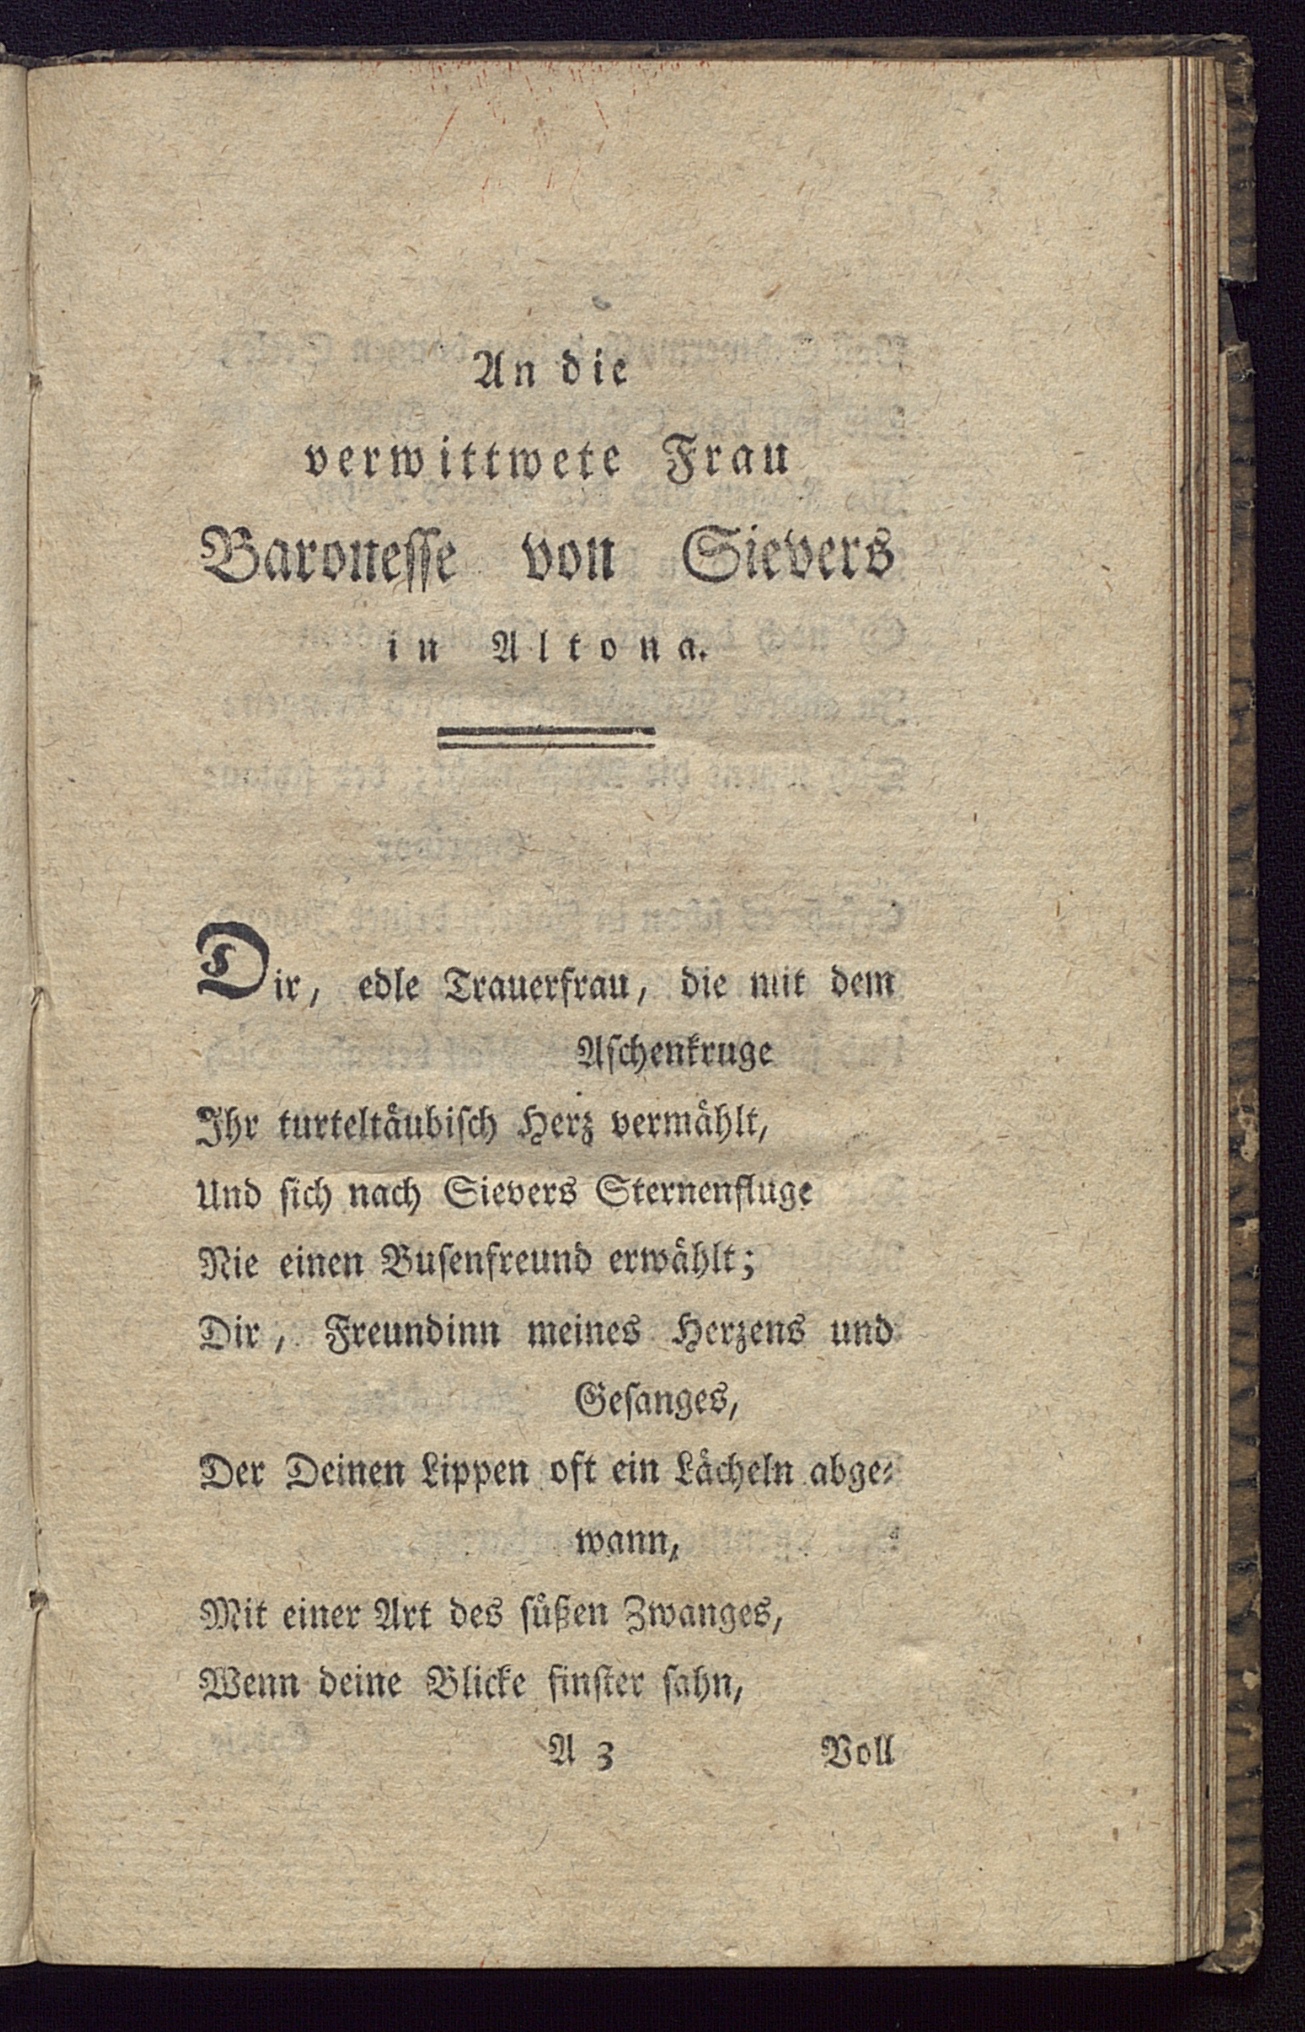 An die
verwittwete Frau
Baronesse von Sievers
in Altona.
Dir, edle Trauerfrau, die mit dem
Aschenkruge
Ihr turteltäubisch Herz vermählt,
Und sich nach Sievers Sternenfluge
Nie einen Busenfreund erwählt;
Dir, Freundinn meines Herzens und
Gesanges,
Der Deinen Lippen oft ein Lächeln abge-
wann,
Mit einer Art des süßen Zwanges,
Wenn deine Blicke finster sahn,
A 3 Voll